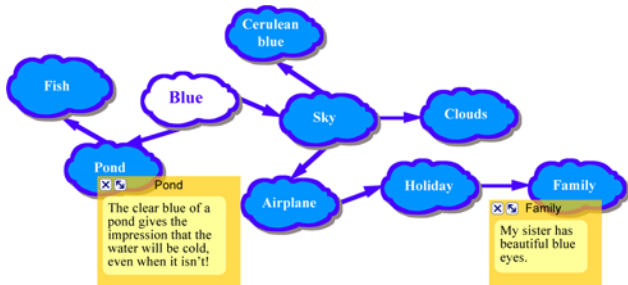 Cerulean
blue
Fish
Blue
Sky
Clouds
Pond
Airplane
Holiday
Family
Pond
The clear blue of a
pond gives the
impression that the
water will be cold,
even when it isn't!
Family
My sister has
beautiful blue
eyes.